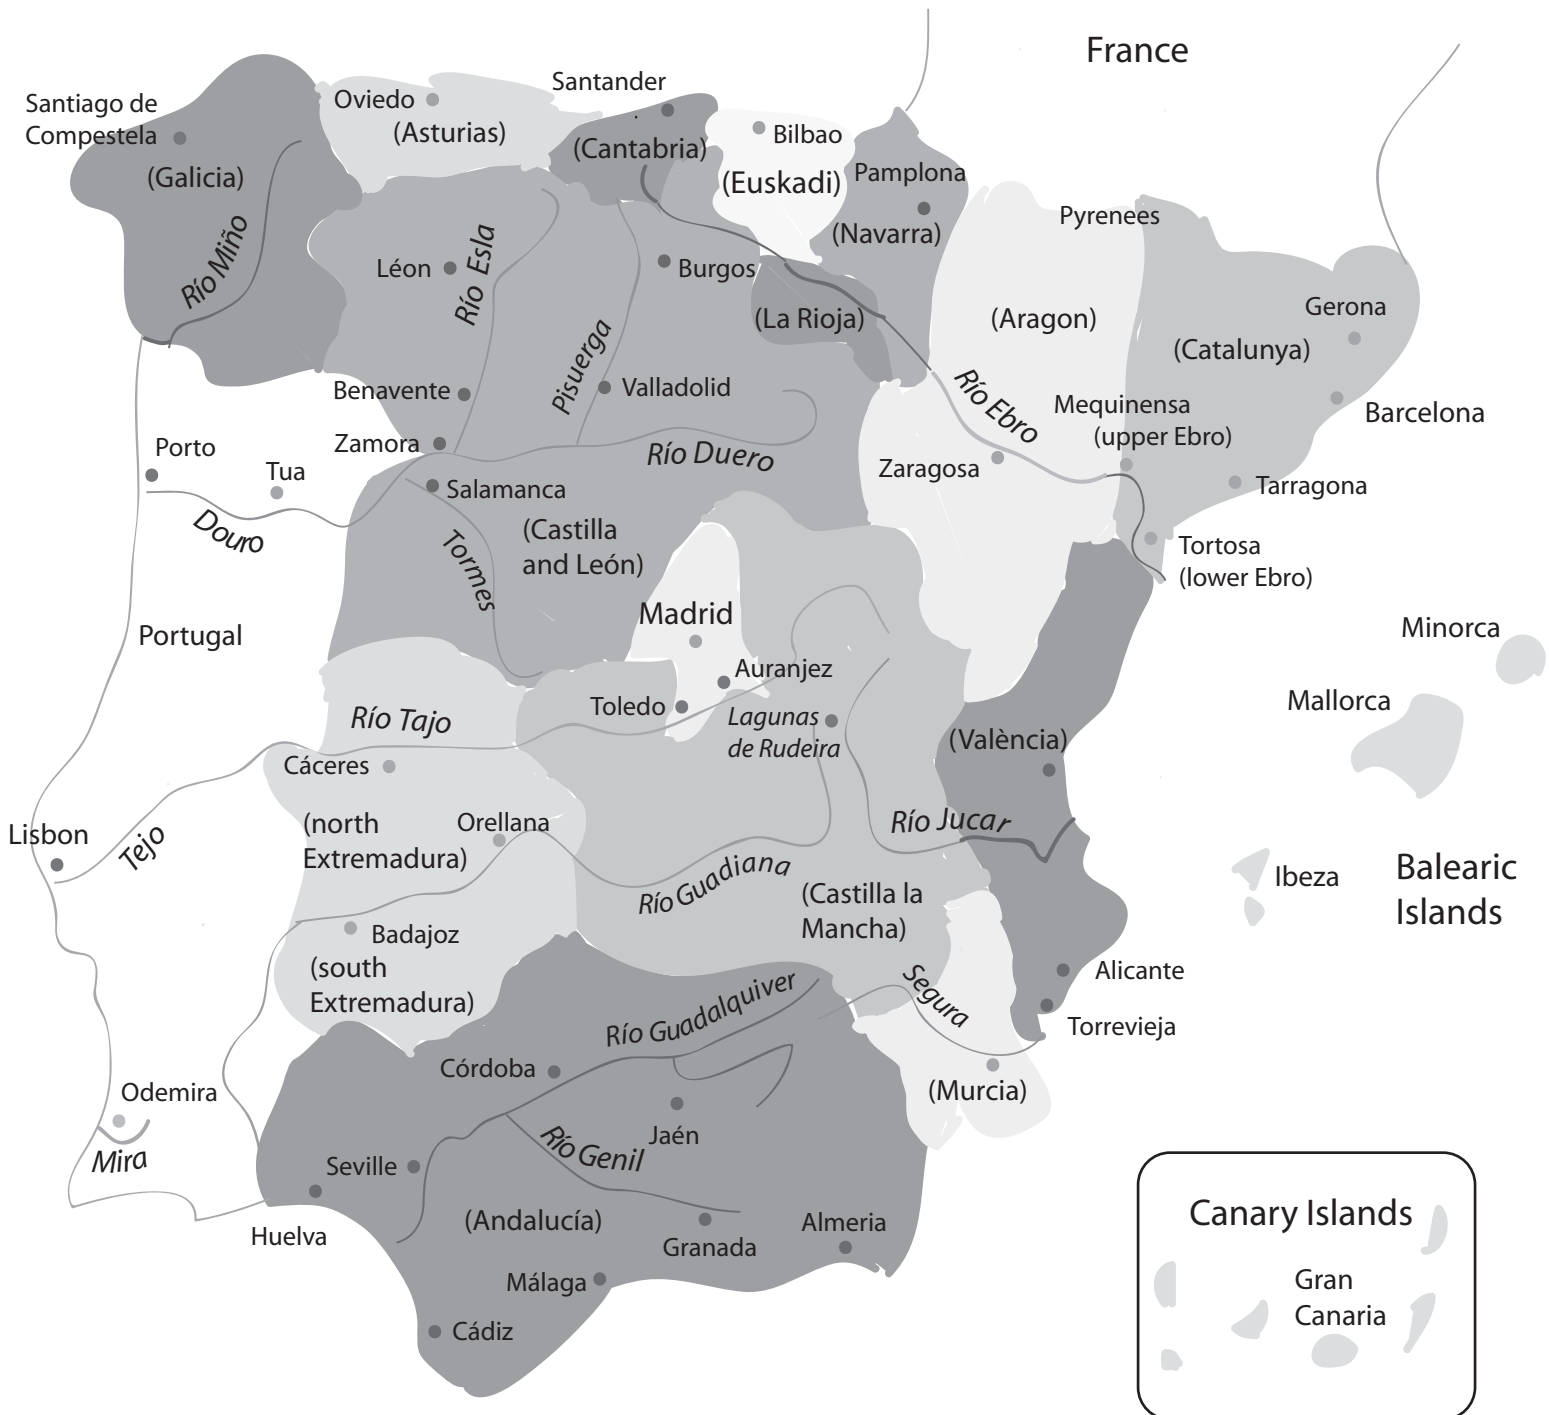 France
Santander
Santiago de
Compestela
Oviedo
(Asturias)
(Cantabria)
Bilbao
(Euskadi)
Pamplona
(Navarra)
(Galicia)
Río Miño
Pyrenees
Léon
Río Esla
Burgos
Pisuerga
(La Rioja)
(Aragon)
Gerona
(Catalunya)
Benavente
Valladolid
Río Ebro
Mequinensa
(upper Ebro)
Barcelona
Porto
Tua
Zamora
Río Duero
Zaragosa
Tarragona
Salamanca
Douro
Tormes
(Castilla
and León)
Tortosa
(lower Ebro)
Portugal
Madrid
Minorca
Auranjez
Toledo
Mallorca
Río Tajo
Lagunas
de Rudeira
(València)
Cáceres
Lisbon
Tejo
(north
Extremadura)
Orellana
Río Jucar
Río Guadiana
(Castilla la
Mancha)
Ibeza
Balearic
Islands
Badajoz
(south
Extremadura)
Segura
Alicante
Río Guadalquiver
Torrevieja
Córdoba
(Murcia)
Odemira
Mira
Jaén
Río Genil
Seville
Huelva
(Andalucía)
Granada
Almeria
Málaga
Cádiz
Canary Islands
Gran
Canaria